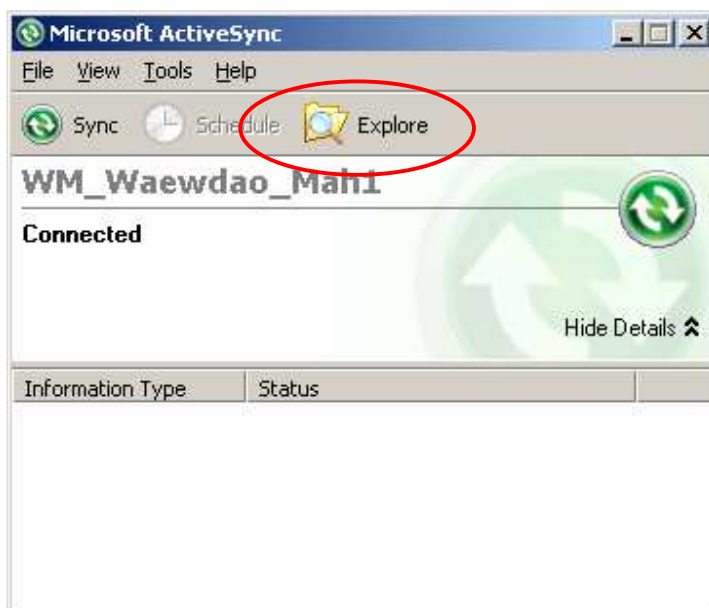 Microsoft ActiveSync
File View Tools Help
Sync Schedule Explore
WM_Waewdao_Mah1
Connected
Hide Details
Information Type Status